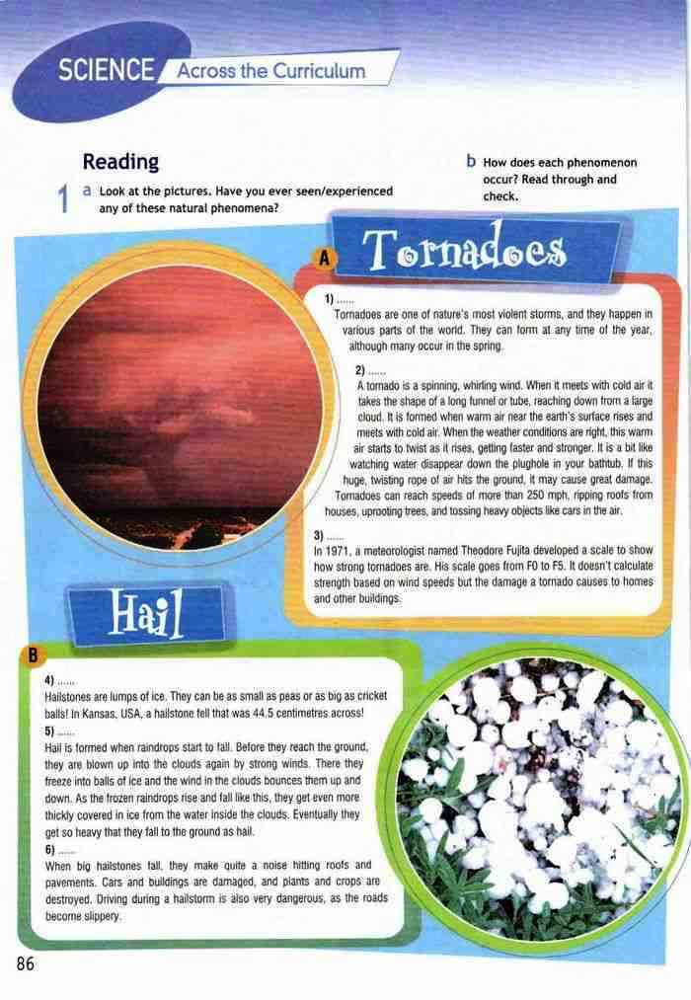 SCIENCE Across the Curriculum
Reading
1 a Look at the pictures. Have you ever seen/experienced
any of these natural phenomena?
b How does each phenomenon
occur? Read through and
check.
A Tornadoes
1) ......
Tornadoes are one of nature's most violent storms, and they happen in
various parts of the world. They can form at any time of the year,
although many occur in the spring.
2) ......
A tornado is a spinning, whirling wind. When it meets with cold air it
takes the shape of a long funnel or tube, reaching down from a large
cloud. It is formed when warm air near the earth's surface rises and
meets with cold air. When the weather conditions are right, this warm
air starts to twist as it rises, getting faster and stronger. It is a bit like
watching water disappear down the plughole in your bathtub. If this
huge, twisting rope of air hits the ground, it may cause great damage.
Tornadoes can reach speeds of more than 250 mph, ripping roofs from
houses, uprooting trees, and tossing heavy objects like cars in the air.
3) ......
In 1971, a meteorologist named Theodore Fujita developed a scale to show
how strong tornadoes are. His scale goes from F0 to F5. It doesn't calculate
strength based on wind speeds but the damage a tornado causes to homes
and other buildings.
Hail
B
4) ......
Hailstones are lumps of ice. They can be as small as peas or as big as cricket
balls! In Kansas, USA, a hailstone fell that was 44.5 centimetres across!
5) ......
Hail is formed when raindrops start to fall. Before they reach the ground,
they are blown up into the clouds again by strong winds. There they
freeze into balls of ice and the wind in the clouds bounces them up and
down. As the frozen raindrops rise and fall like this, they get even more
thickly covered in ice from the water inside the clouds. Eventually they
get so heavy that they fall to the ground as hail.
6) ......
When big hailstones fall, they make quite a noise hitting roofs and
pavements. Cars and buildings are damaged, and plants and crops are
destroyed. Driving during a hailstorm is also very dangerous, as the roads
become slippery.
86